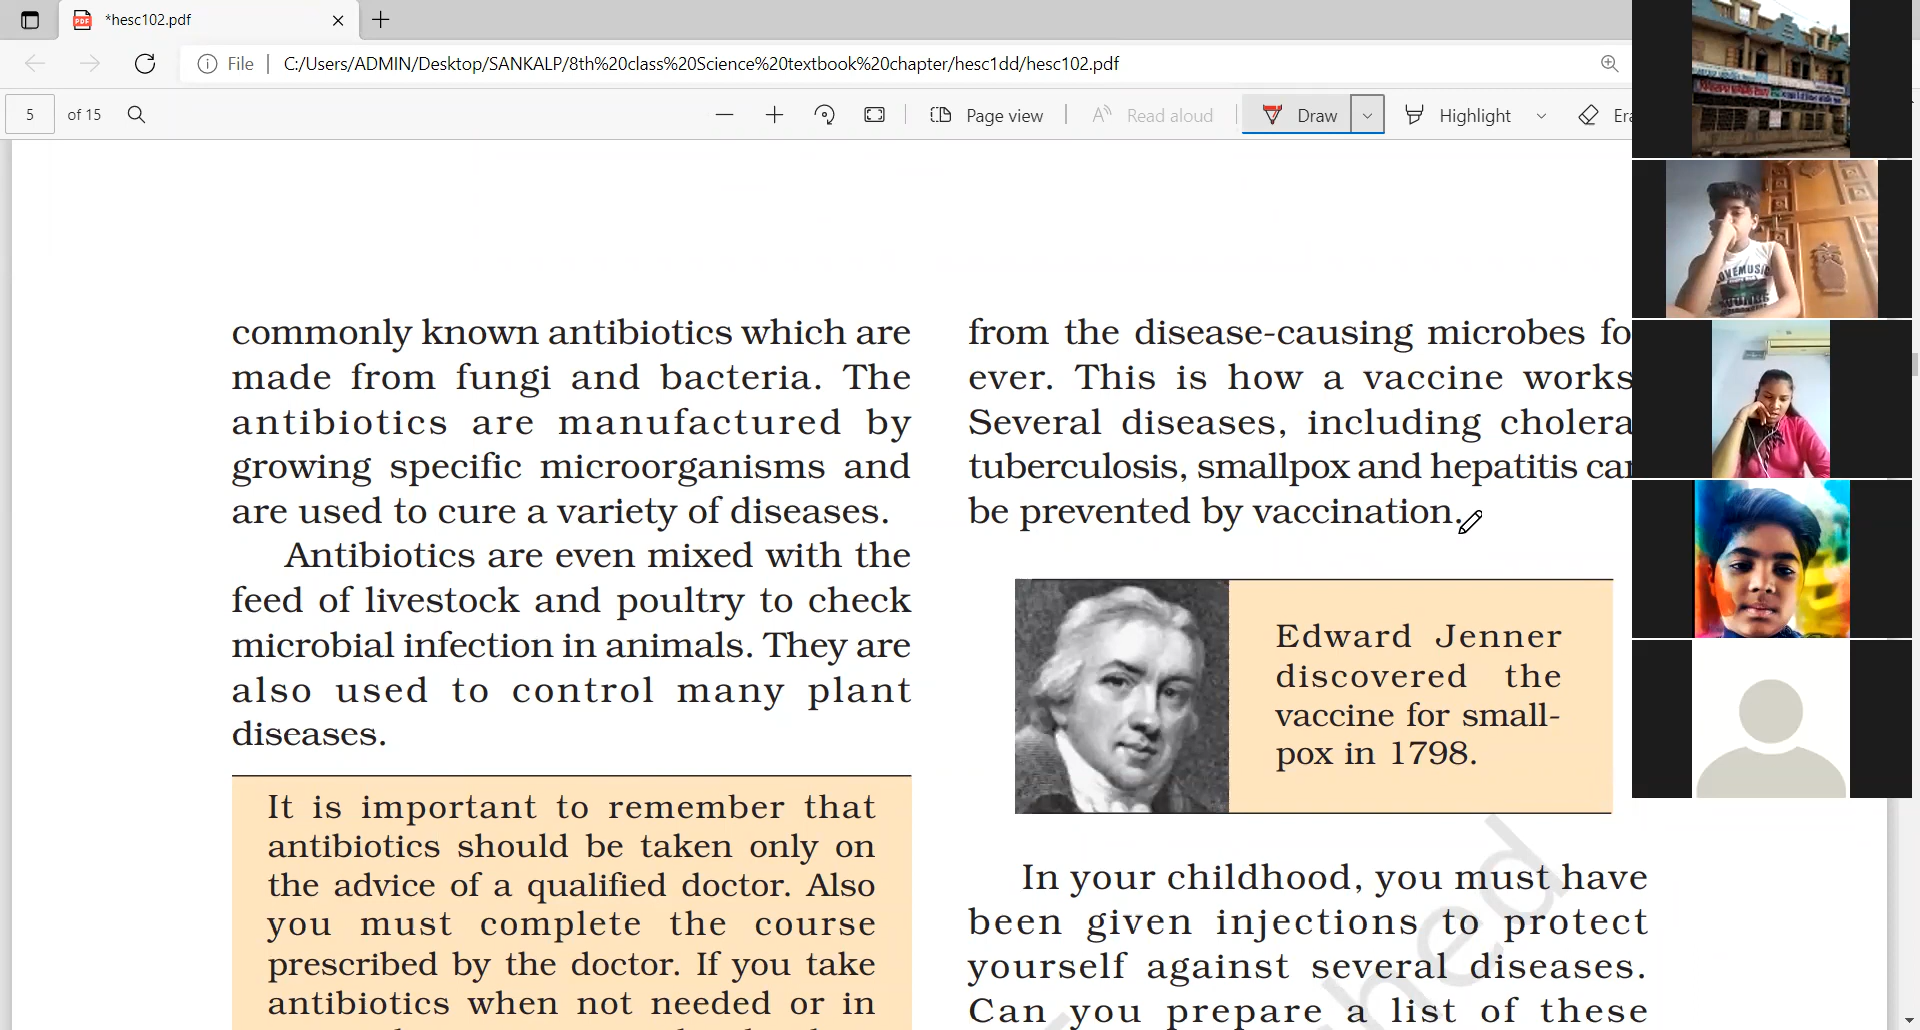 *hesc102.pdf
File
C:/Users/ADMIN/Desktop/SANKALP/8th%20class%20Science%20textbook%20chapter/hesc1dd/hesc102.pdf
5 of 15
Page view
Read aloud
Draw
Highlight
Era
commonly known antibiotics which are
made from fungi and bacteria. The
antibiotics are manufactured by
growing specific microorganisms and
are used to cure a variety of diseases.
Antibiotics are even mixed with the
feed of livestock and poultry to check
microbial infection in animals. They are
also used to control many plant
diseases.
It is important to remember that
antibiotics should be taken only on
the advice of a qualified doctor. Also
you must complete the course
prescribed by the doctor. If you take
antibiotics when not needed or in
from the disease-causing microbes fo
ever. This is how a vaccine works
Several diseases, including cholera
tuberculosis, smallpox and hepatitis can
be prevented by vaccination.
Edward Jenner
discovered the
vaccine for small-
pox in 1798.
In your childhood, you must have
been given injections to protect
yourself against several diseases.
Can you prepare a list of these